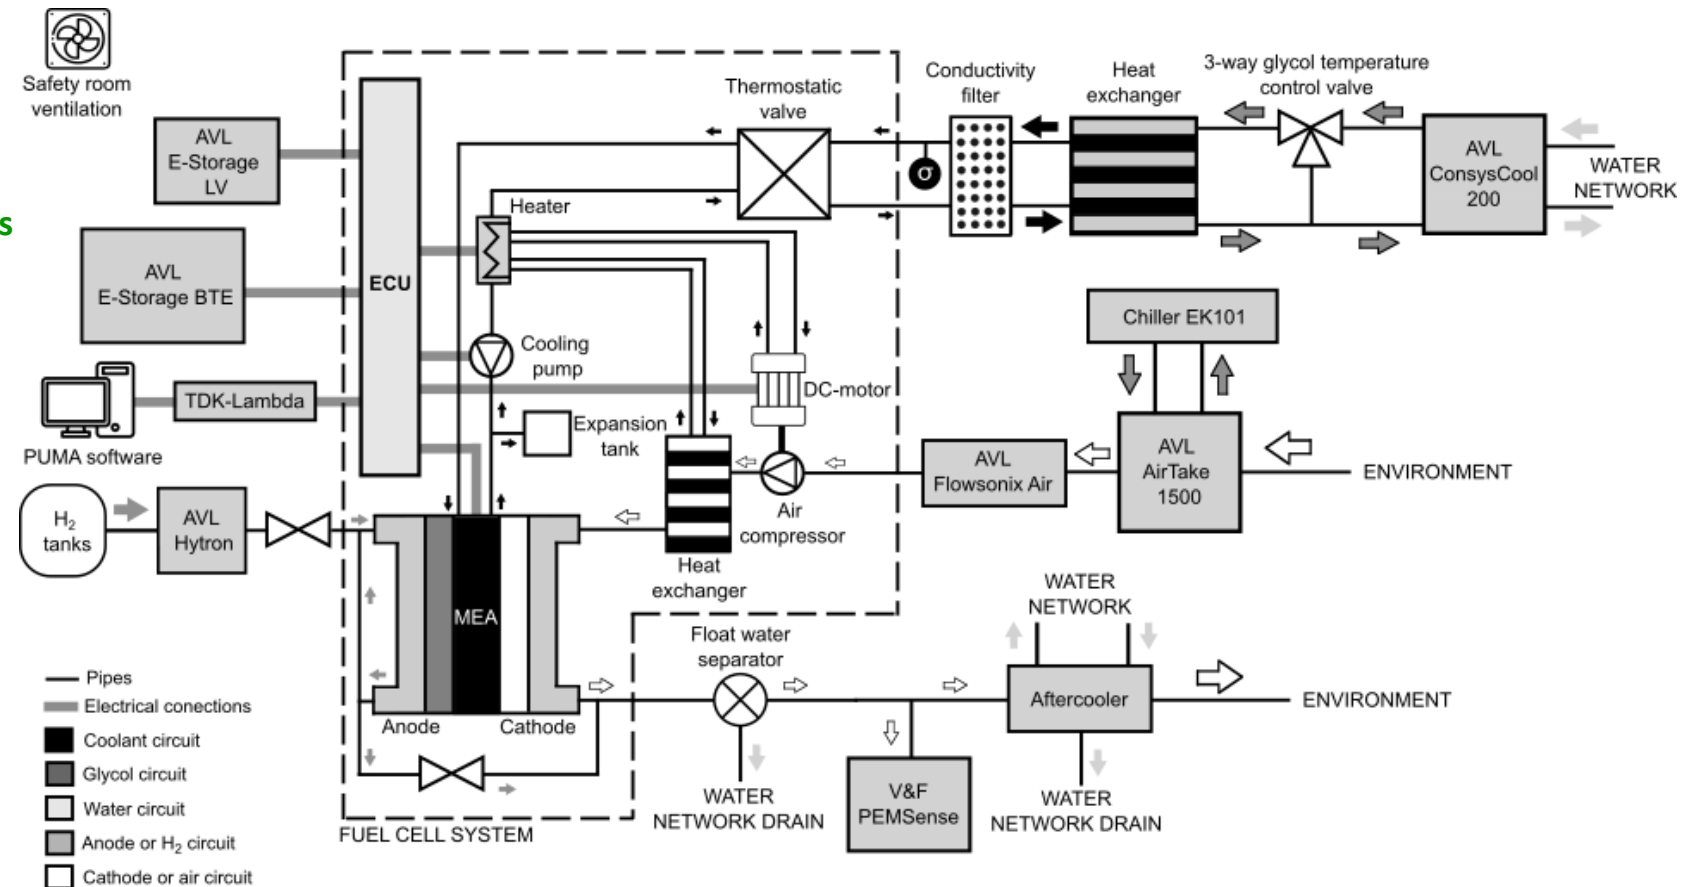 Safety room
ventilation
AVL
E-Storage
LV
s
AVL
E-Storage BTE
ECU
TDK-Lambda
PUMA software
H₂
tanks
AVL
Hytron
Heater
Thermostatic
valve
Conductivity
filter
σ
Heat
exchanger
3-way glycol temperature
control valve
AVL
ConsysCool
200
WATER
NETWORK
Cooling
pump
DC-motor
Expansion
tank
Air
compressor
Heat
exchanger
Chiller EK101
AVL
Flowsonix Air
AVL
AirTake
1500
ENVIRONMENT
MEA
Anode
Cathode
Float water
separator
WATER
NETWORK
Aftercooler
ENVIRONMENT
WATER
NETWORK DRAIN
V&F
PEMSense
WATER
NETWORK DRAIN
FUEL CELL SYSTEM
Pipes
Electrical conections
Coolant circuit
Glycol circuit
Water circuit
Anode or H₂ circuit
Cathode or air circuit